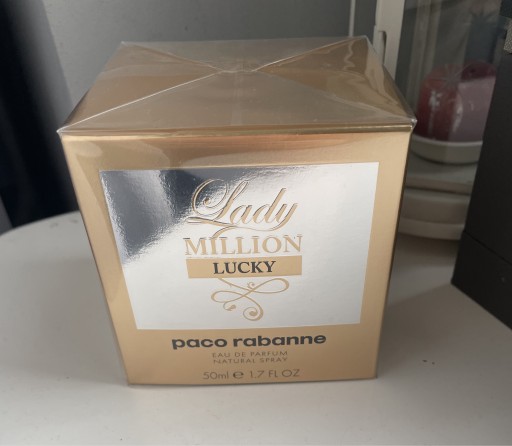 Lady
MILLION
LUCKY
paco rabanne
EAU DE PARFUM
NATURAL SPRAY
50ml ℮ 1.7 FL OZ